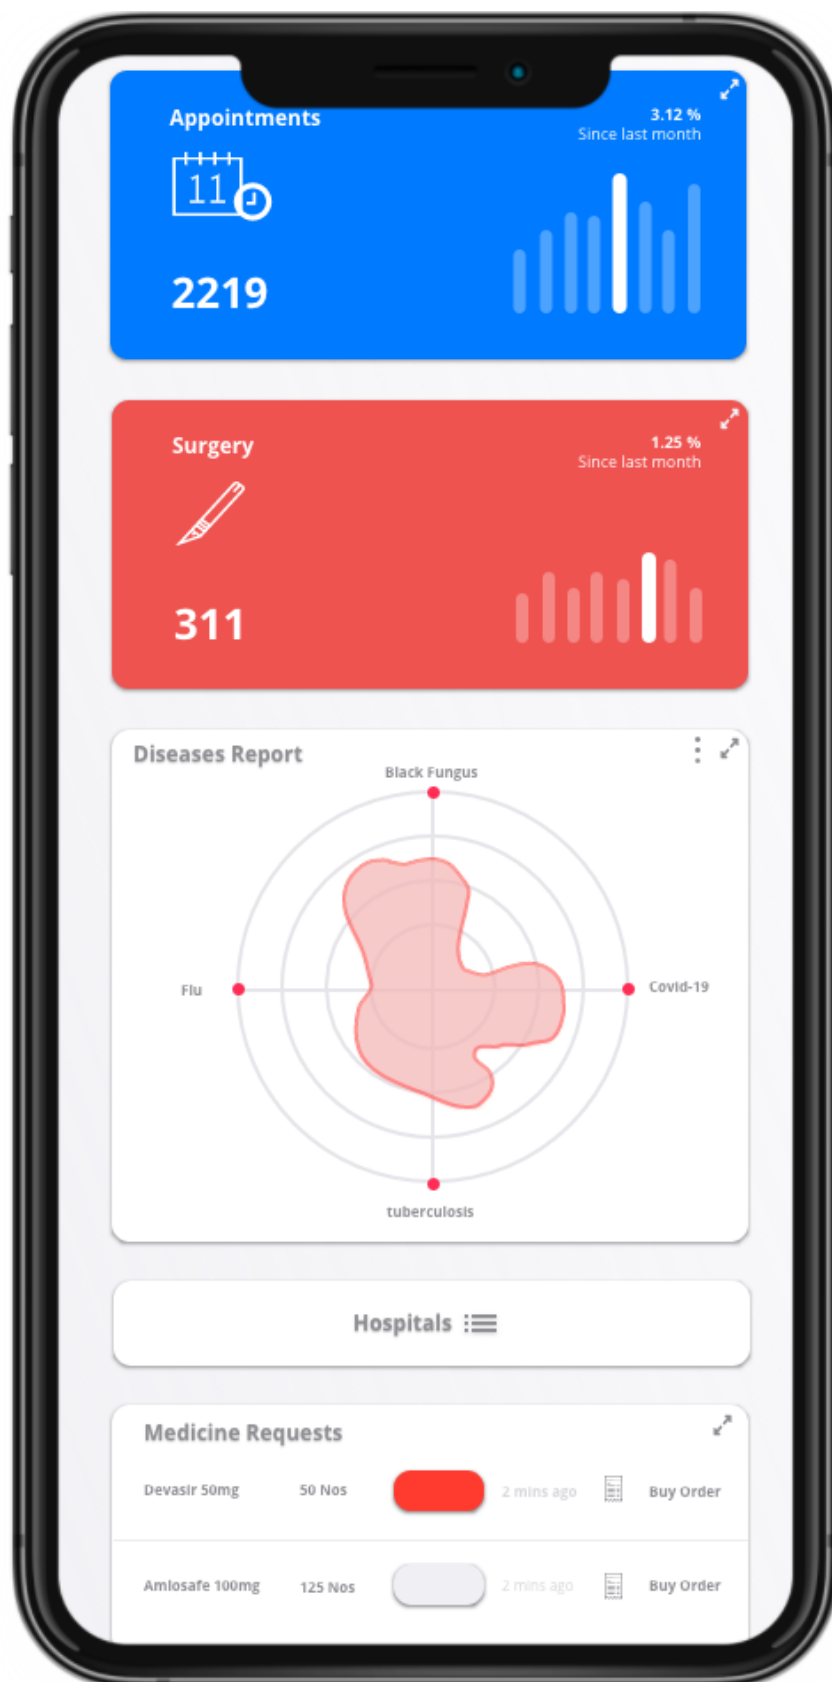 Appointments
3.12 %
Since last month
11
2219
Surgery
1.25 %
Since last month
311
Diseases Report
Black Fungus
Flu
Covid-19
tuberculosis
Hospitals
Medicine Requests
Devasir 50mg 50 Nos 2 mins ago Buy Order
Amlosafe 100mg 125 Nos 2 mins ago Buy Order